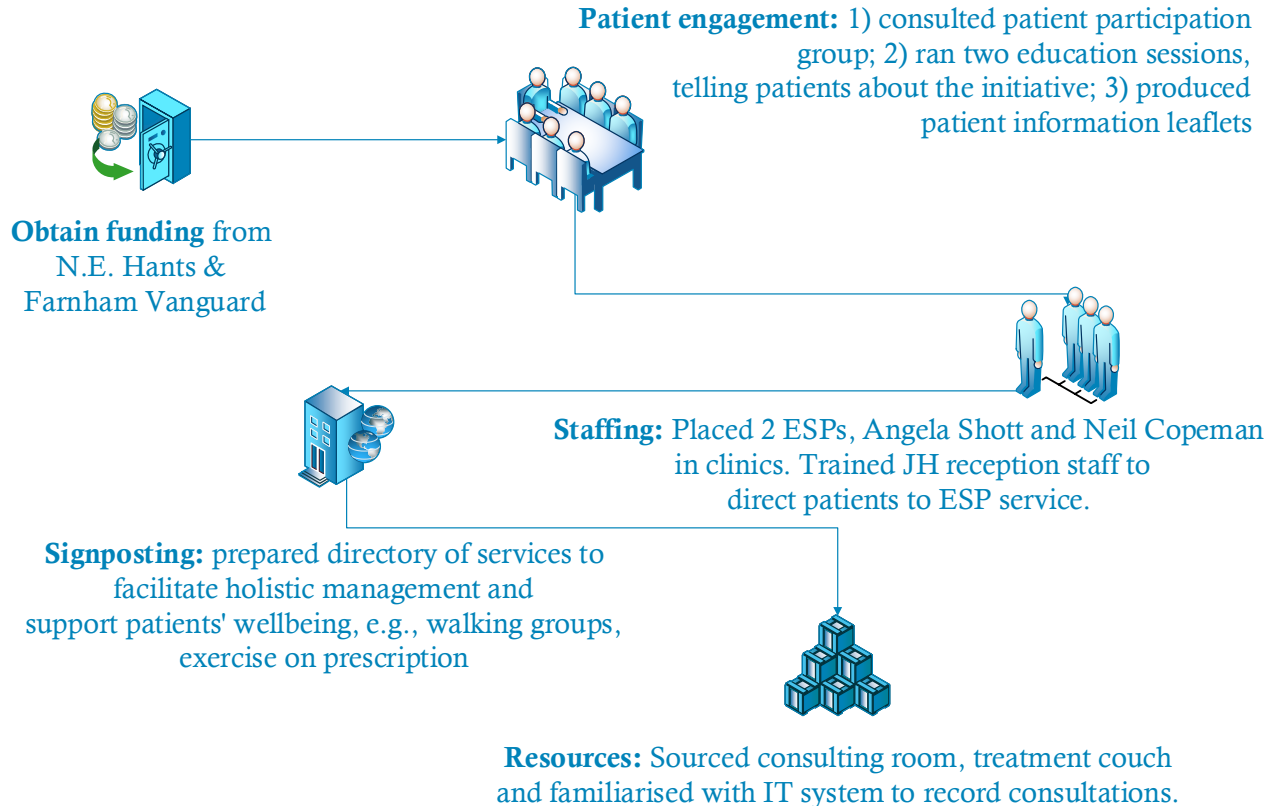 Patient engagement: 1) consulted patient participation
group; 2) ran two education sessions,
telling patients about the initiative; 3) produced
patient information leaflets
Obtain funding from
N.E. Hants &
Farnham Vanguard
Staffing: Placed 2 ESPs, Angela Shott and Neil Copeman
in clinics. Trained JH reception staff to
direct patients to ESP service.
Signposting: prepared directory of services to
facilitate holistic management and
support patients' wellbeing, e.g., walking groups,
exercise on prescription
Resources: Sourced consulting room, treatment couch
and familiarised with IT system to record consultations.